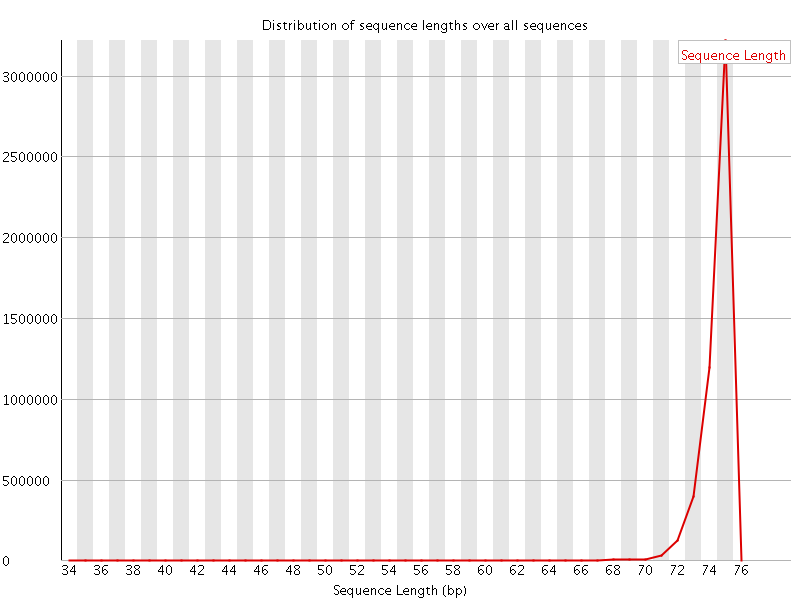 Distribution of sequence lengths over all sequences
Sequence Length
3000000
2500000
2000000
1500000
1000000
500000
0
34 36 38 40 42 44 46 48 50 52 54 56 58 60 62 64 66 68 70 72 74 76
Sequence Length (bp)